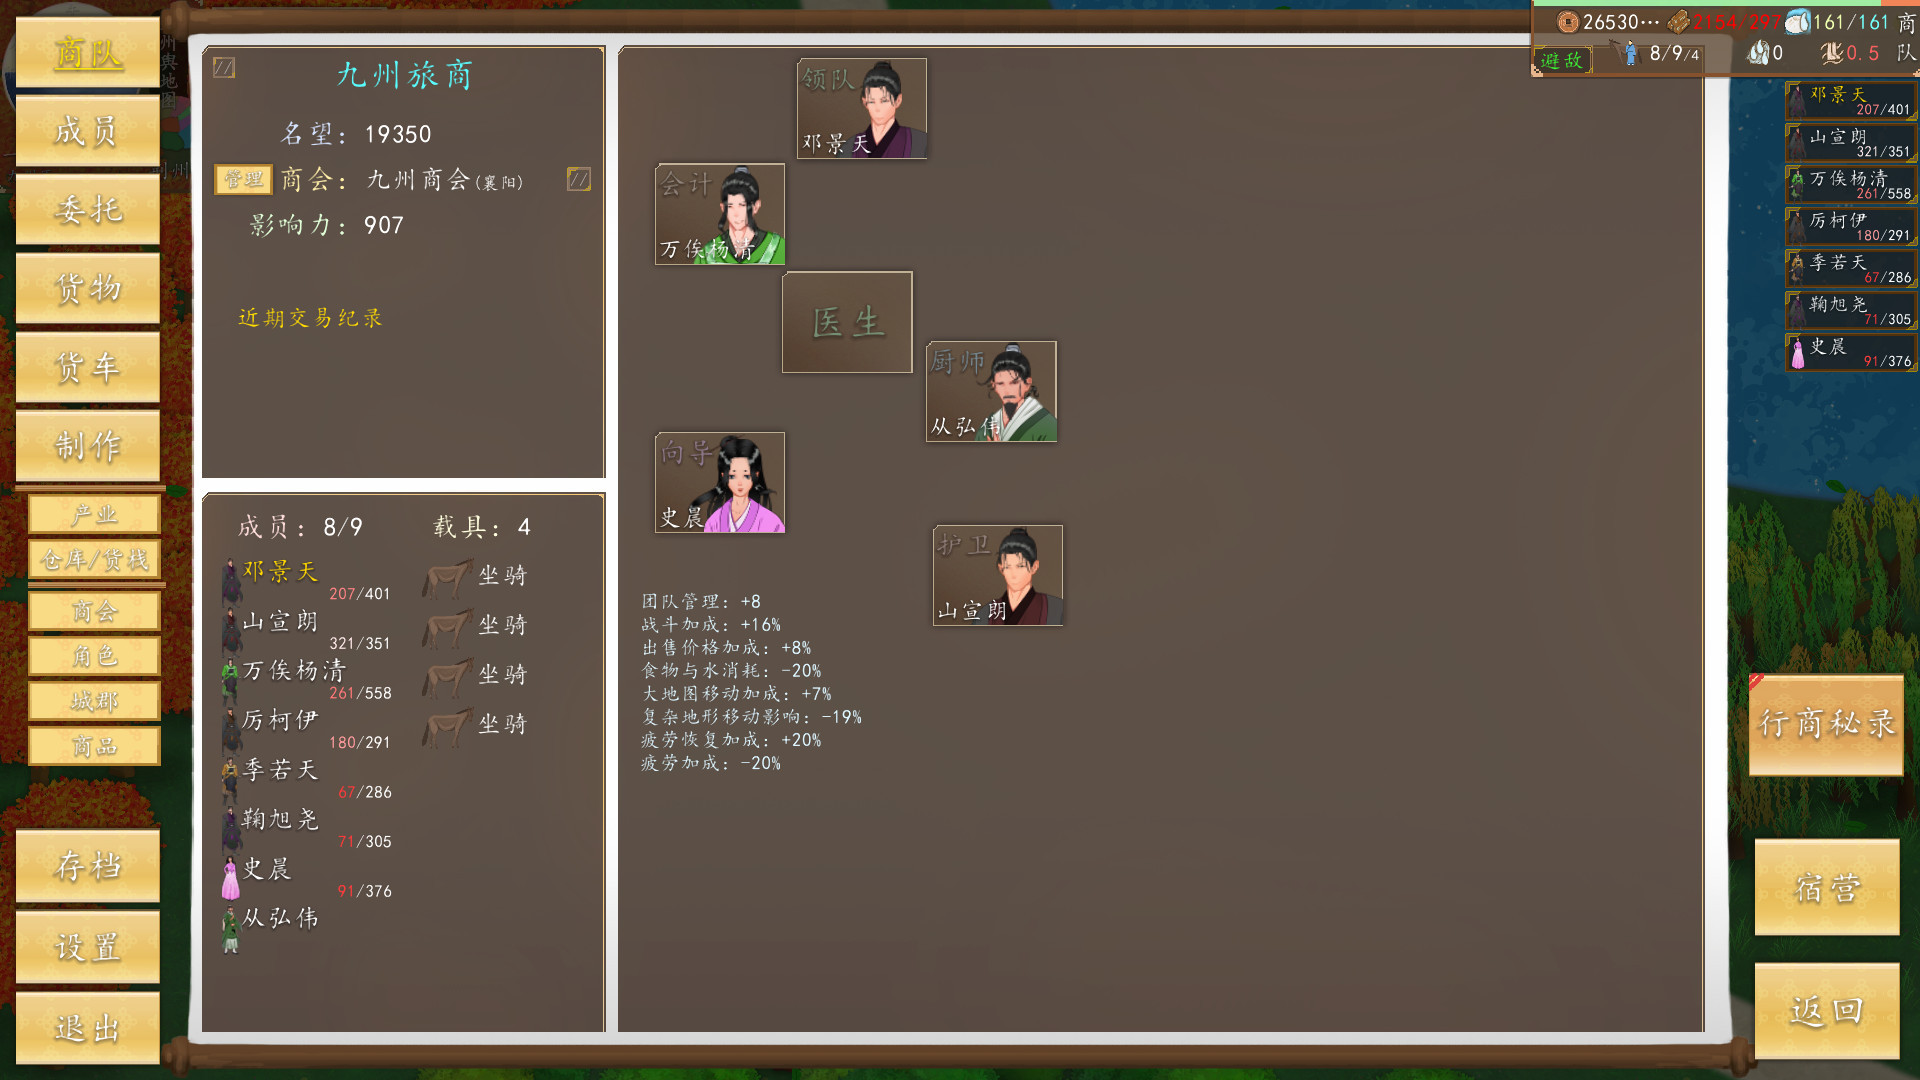 商队
成员
委托
货物
货车
制作
产业
仓库/货栈
商会
角色
城郡
商品
存档
设置
退出
九州旅商
名望：19350
管理 商会：九州商会(襄阳)
影响力：907
近期交易纪录
成员：8/9 载具：4
邓景天 207/401
山宣朗 321/351
万俟杨清 261/558
厉柯伊 180/291
季若天 67/286
鞠旭尧 71/305
史晨 91/376
从弘伟
坐骑
坐骑
坐骑
坐骑
领队
邓景天
会计
万俟杨清
医生
厨师
从弘伟
向导
史晨
护卫
山宣朗
团队管理：+8
战斗加成：+16%
出售价格加成：+8%
食物与水消耗：-20%
大地图移动加成：+7%
复杂地形移动影响：-19%
疲劳恢复加成：+20%
疲劳加成：-20%
26530… 2154/297 161/161 商
避敌 8/9/4 0 0.5 队
邓景天
207/401
山宣朗
321/351
万俟杨清
261/558
厉柯伊
180/291
季若天
67/286
鞠旭尧
71/305
史晨
91/376
行商秘录
宿营
返回